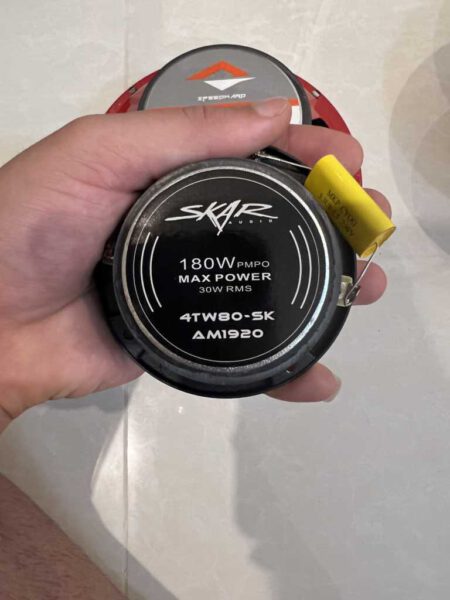 SKAR
AUDIO
180W PMPO
MAX POWER
30W RMS
4TW80-SK
AM1920